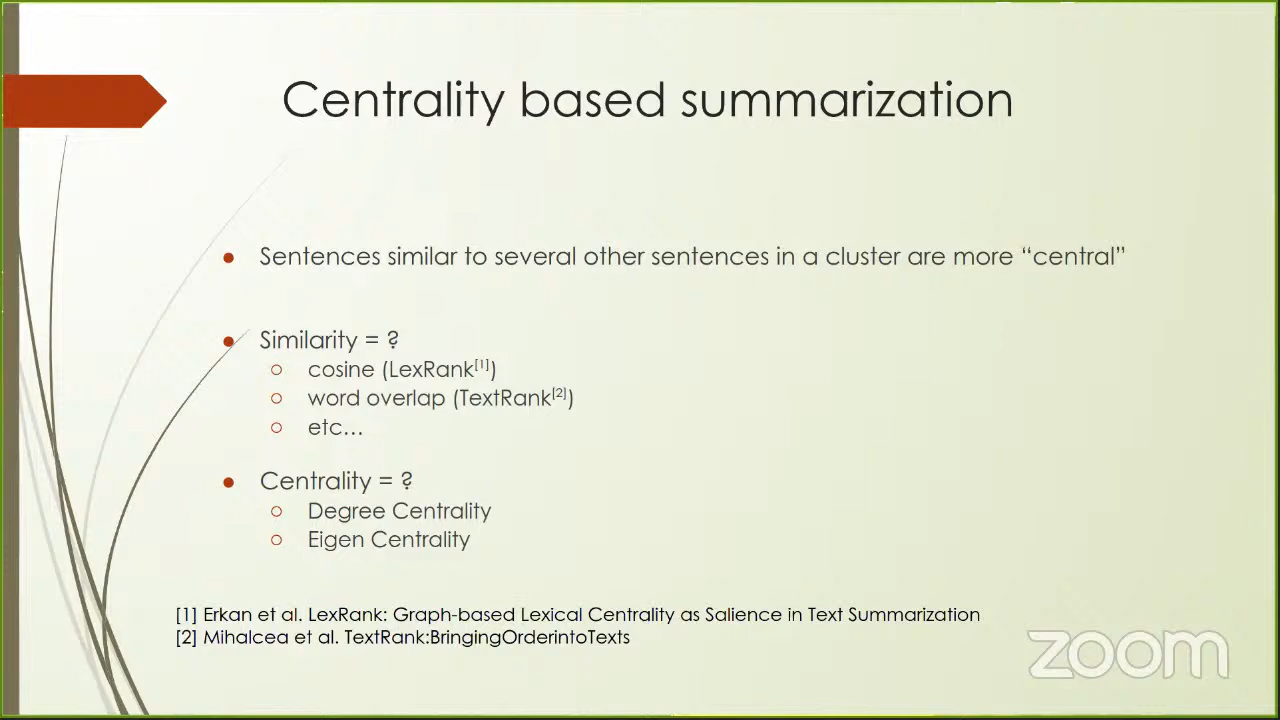 Centrality based summarization
● Sentences similar to several other sentences in a cluster are more “central”
● Similarity = ?
○ cosine (LexRank[1])
○ word overlap (TextRank[2])
○ etc…
● Centrality = ?
○ Degree Centrality
○ Eigen Centrality
[1] Erkan et al. LexRank: Graph-based Lexical Centrality as Salience in Text Summarization
[2] Mihalcea et al. TextRank:BringingOrderintoTexts
zoom